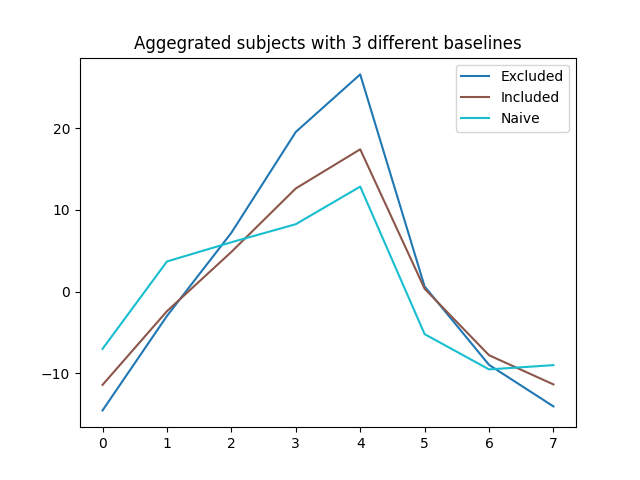 Aggegrated subjects with 3 different baselines
Excluded
Included
Naive
20
10
0
−10
0 1 2 3 4 5 6 7